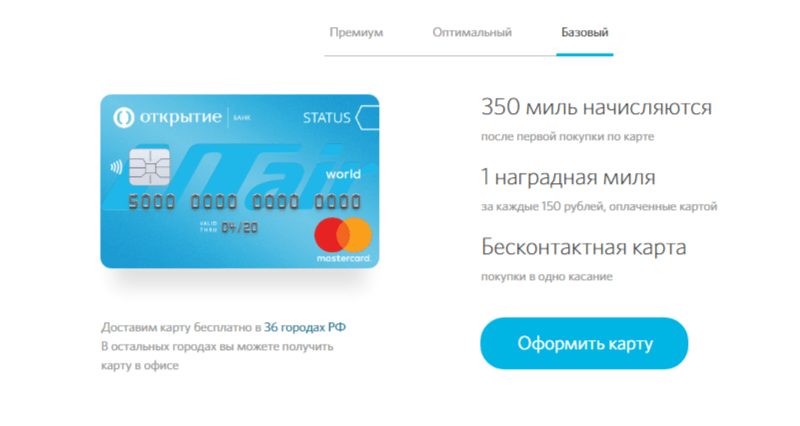 Премиум Оптимальный Базовый
открытие БАНК STATUS
UTair
world
5000 0000 0000 0000
VALID THRU 04/20
mastercard.
350 миль начисляются
после первой покупки по карте
1 наградная миля
за каждые 150 рублей, оплаченные картой
Бесконтактная карта
покупки в одно касание
Доставим карту бесплатно в 36 городах РФ
В остальных городах вы можете получить
карту в офисе
Оформить карту